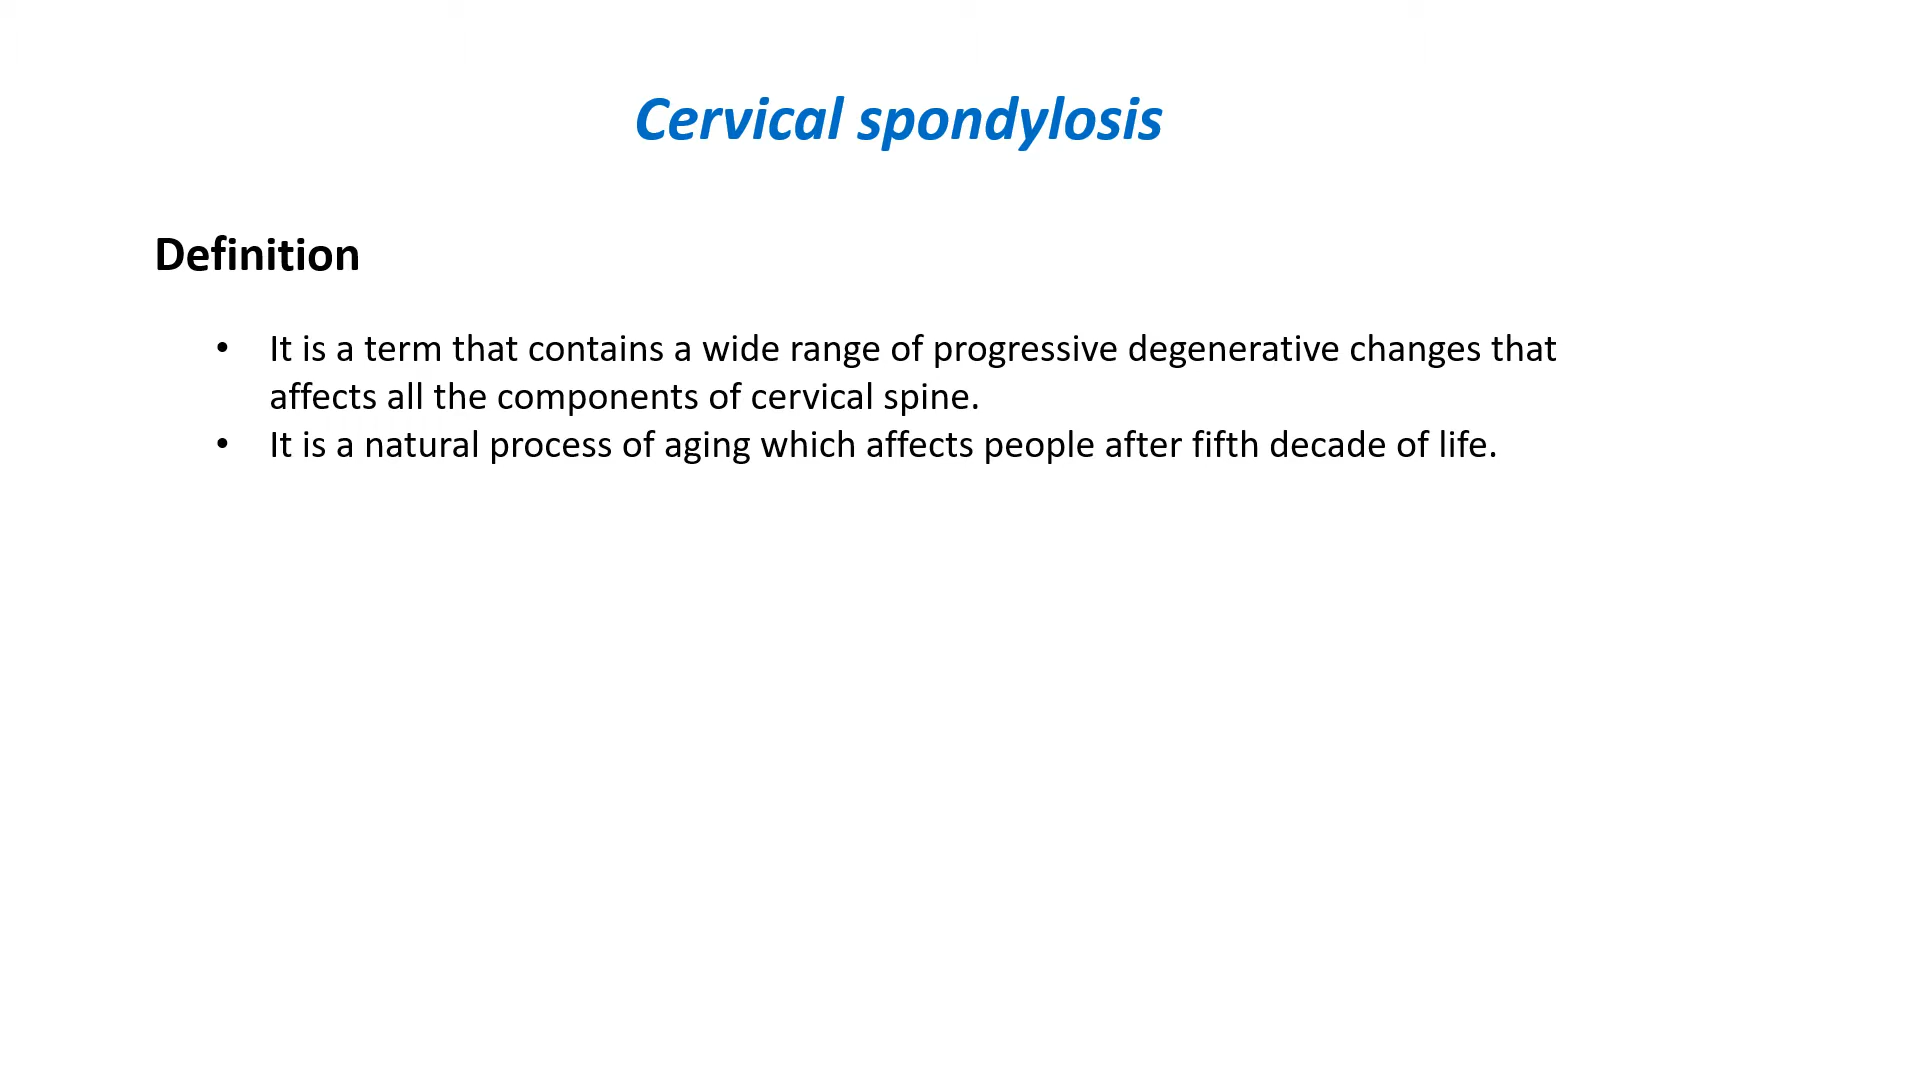 Cervical spondylosis
Definition
• It is a term that contains a wide range of progressive degenerative changes that
affects all the components of cervical spine.
• It is a natural process of aging which affects people after fifth decade of life.